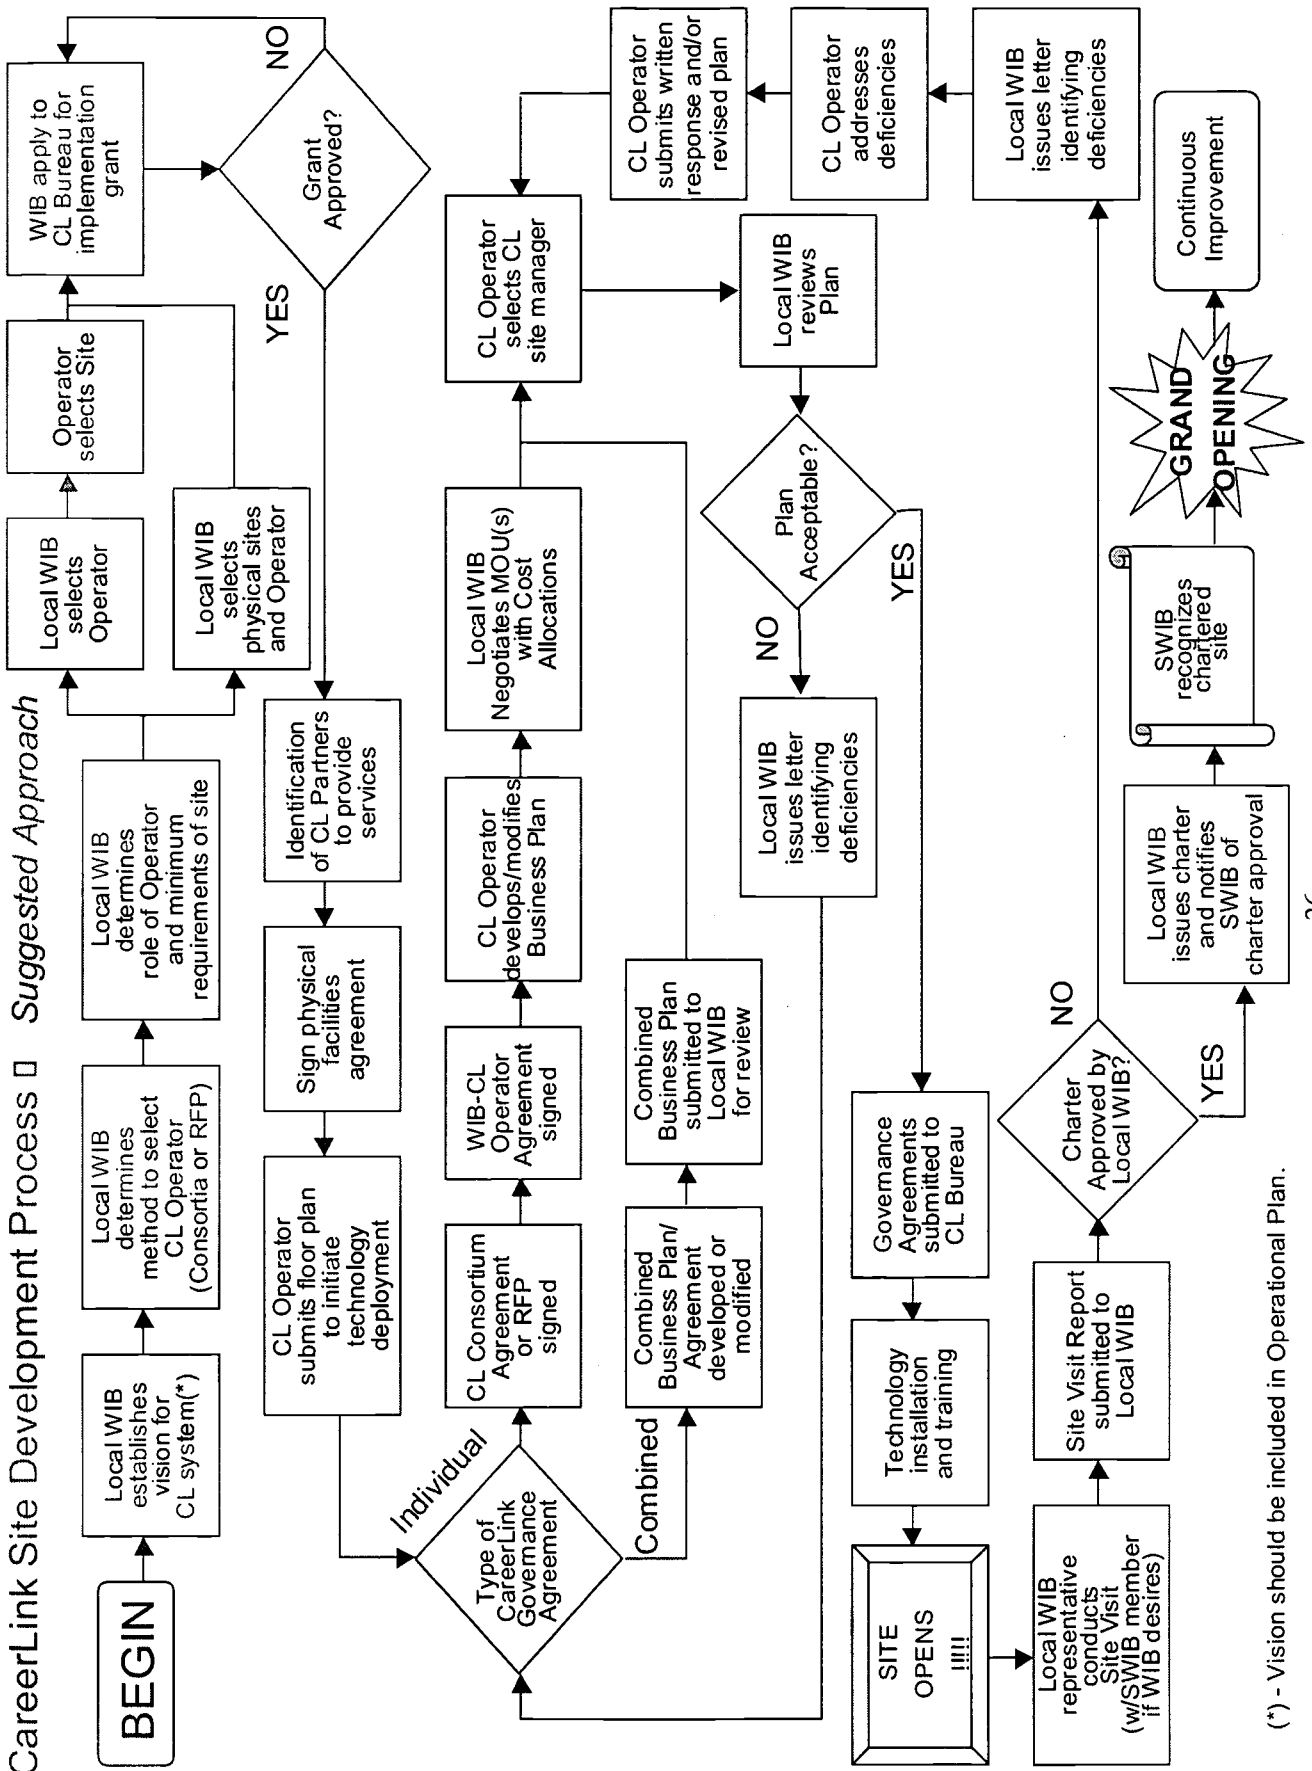 CareerLink Site Development Process ▯ Suggested Approach
BEGIN
Local WIB
establishes
vision for
CL system(*)
Local WIB
determines
method to select
CL Operator
(Consortia or RFP)
Local WIB
determines
role of Operator
and minimum
requirements of site
Local WIB
selects
Operator
Operator
selects Site
Local WIB
selects
physical sites
and Operator
WIB apply to
CL Bureau for
implementation
grant
Grant
Approved?
NO
YES
Identification
of CL Partners
to provide
services
Sign physical
facilities
agreement
CL Operator
submits floor plan
to initiate
technology
deployment
Type of
CareerLink
Governance
Agreement
Individual
Combined
CL Consortium
Agreement
or RFP
signed
WIB-CL
Operator
Agreement
signed
CL Operator
develops/modifies
Business Plan
Local WIB
Negotiates MOU(s)
with Cost
Allocations
CL Operator
selects CL
site manager
Combined
Business Plan/
Agreement
developed or
modified
Combined
Business Plan
submitted to
Local WIB
for review
Local WIB
reviews
Plan
Plan
Acceptable?
NO
YES
Local WIB
issues letter
identifying
deficiencies
Governance
Agreements
submitted to
CL Bureau
Technology
installation
and training
SITE
OPENS
!!!!!
Local WIB
representative
conducts
Site Visit
(w/SWIB member
if WIB desires)
Site Visit Report
submitted to
Local WIB
Charter
Approved by
Local WIB?
NO
YES
Local WIB
issues letter
identifying
deficiencies
CL Operator
addresses
deficiencies
CL Operator
submits written
response and/or
revised plan
Local WIB
issues charter
and notifies
SWIB of
charter approval
SWIB
recognizes
chartered
site
GRAND
OPENING
Continuous
Improvement
(*) - Vision should be included in Operational Plan.